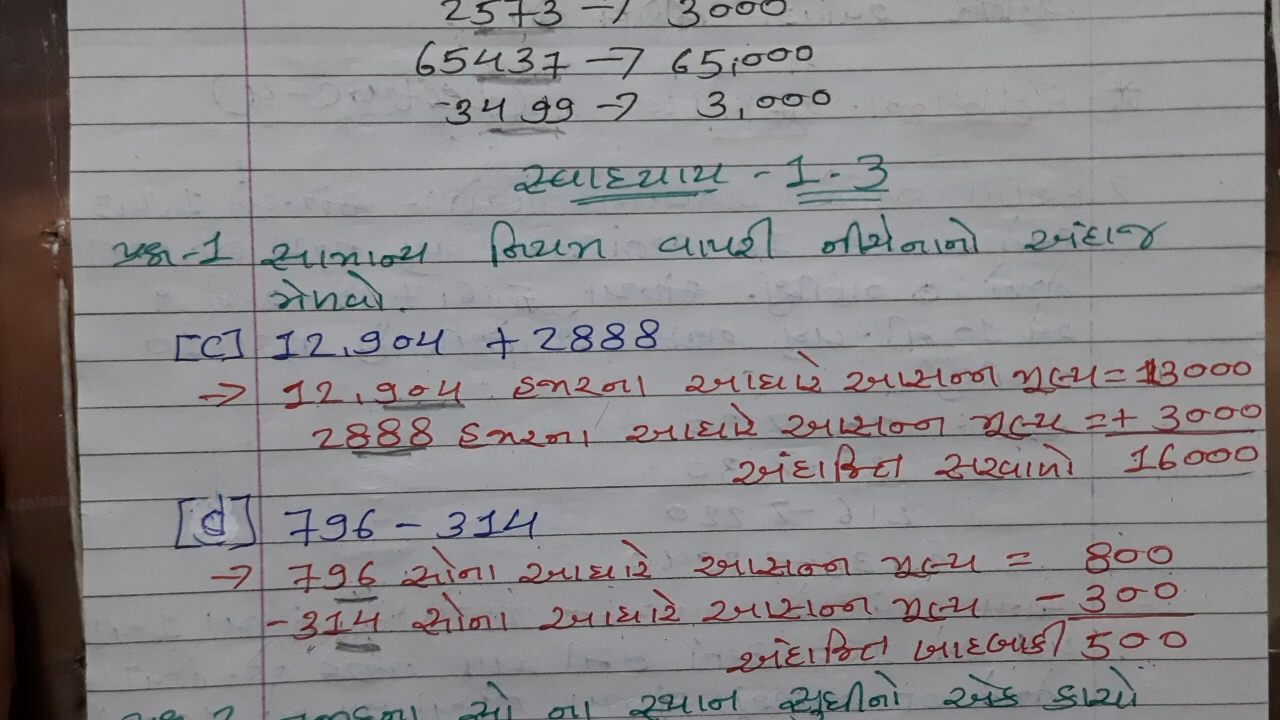 2573 → 3000
65437 → 65,000
3499 → 3,000
સ્વાધ્યાય - 1.3
પ્રશ્ન-1 સામાન્ય નિયમ વાપરી નીચેનાનો અંદાજ
મેળવો.
[c] 12,904 + 2888
→ 12,904 હજારના આધારે આસન્ન મૂલ્ય = 13000
2888 હજારના આધારે આસન્ન મૂલ્ય = + 3000
અંદાજિત સરવાળો 16000
[d] 796 - 314
→ 796 સોના આધારે આસન્ન મૂલ્ય = 800
- 314 સોના આધારે આસન્ન મૂલ્ય - 300
અંદાજિત બાદબાકી 500
સો ના સ્થાન સુધીનો એક કાચો